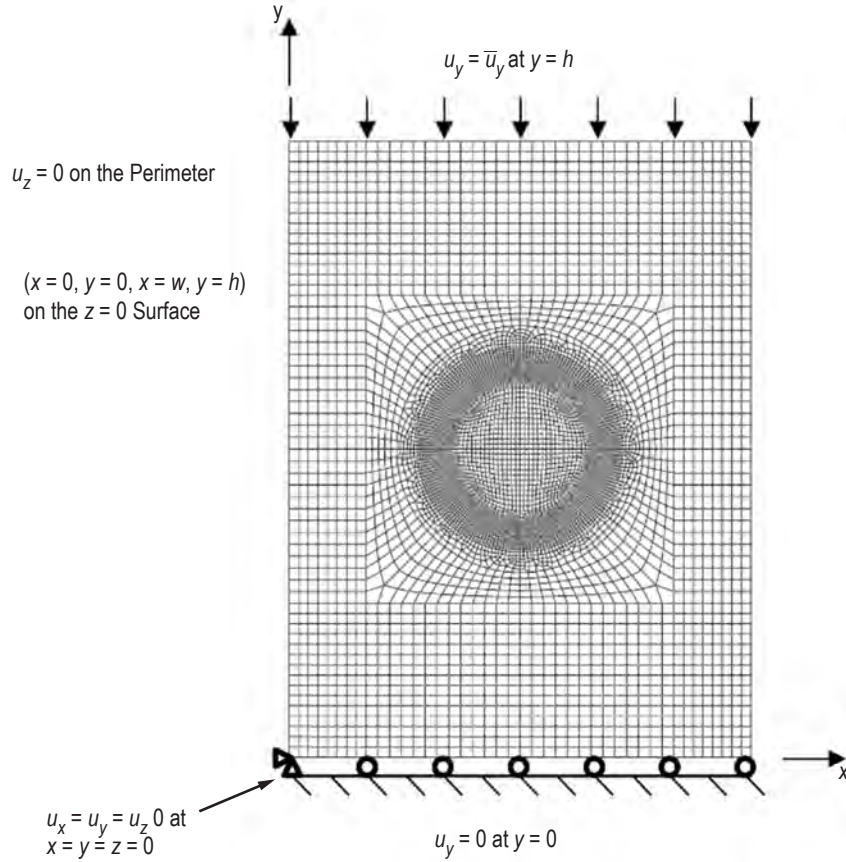 y
u_y = ū_y at y = h
u_z = 0 on the Perimeter
(x = 0, y = 0, x = w, y = h)
on the z = 0 Surface
x
u_x = u_y = u_z 0 at
x = y = z = 0
u_y = 0 at y = 0